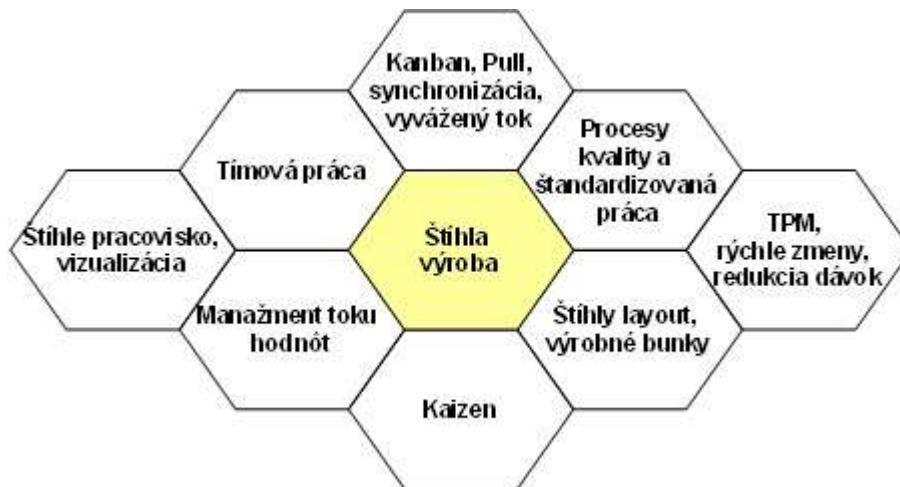 Kanban, Pull,
synchronizácia,
vyvážený tok
Tímová práca
Procesy
kvality a
štandardizovaná
práca
Štíhle pracovisko,
vizualizácia
Štíhla
výroba
TPM,
rýchle zmeny,
redukcia dávok
Manažment toku
hodnôt
Štíhly layout,
výrobné bunky
Kaizen